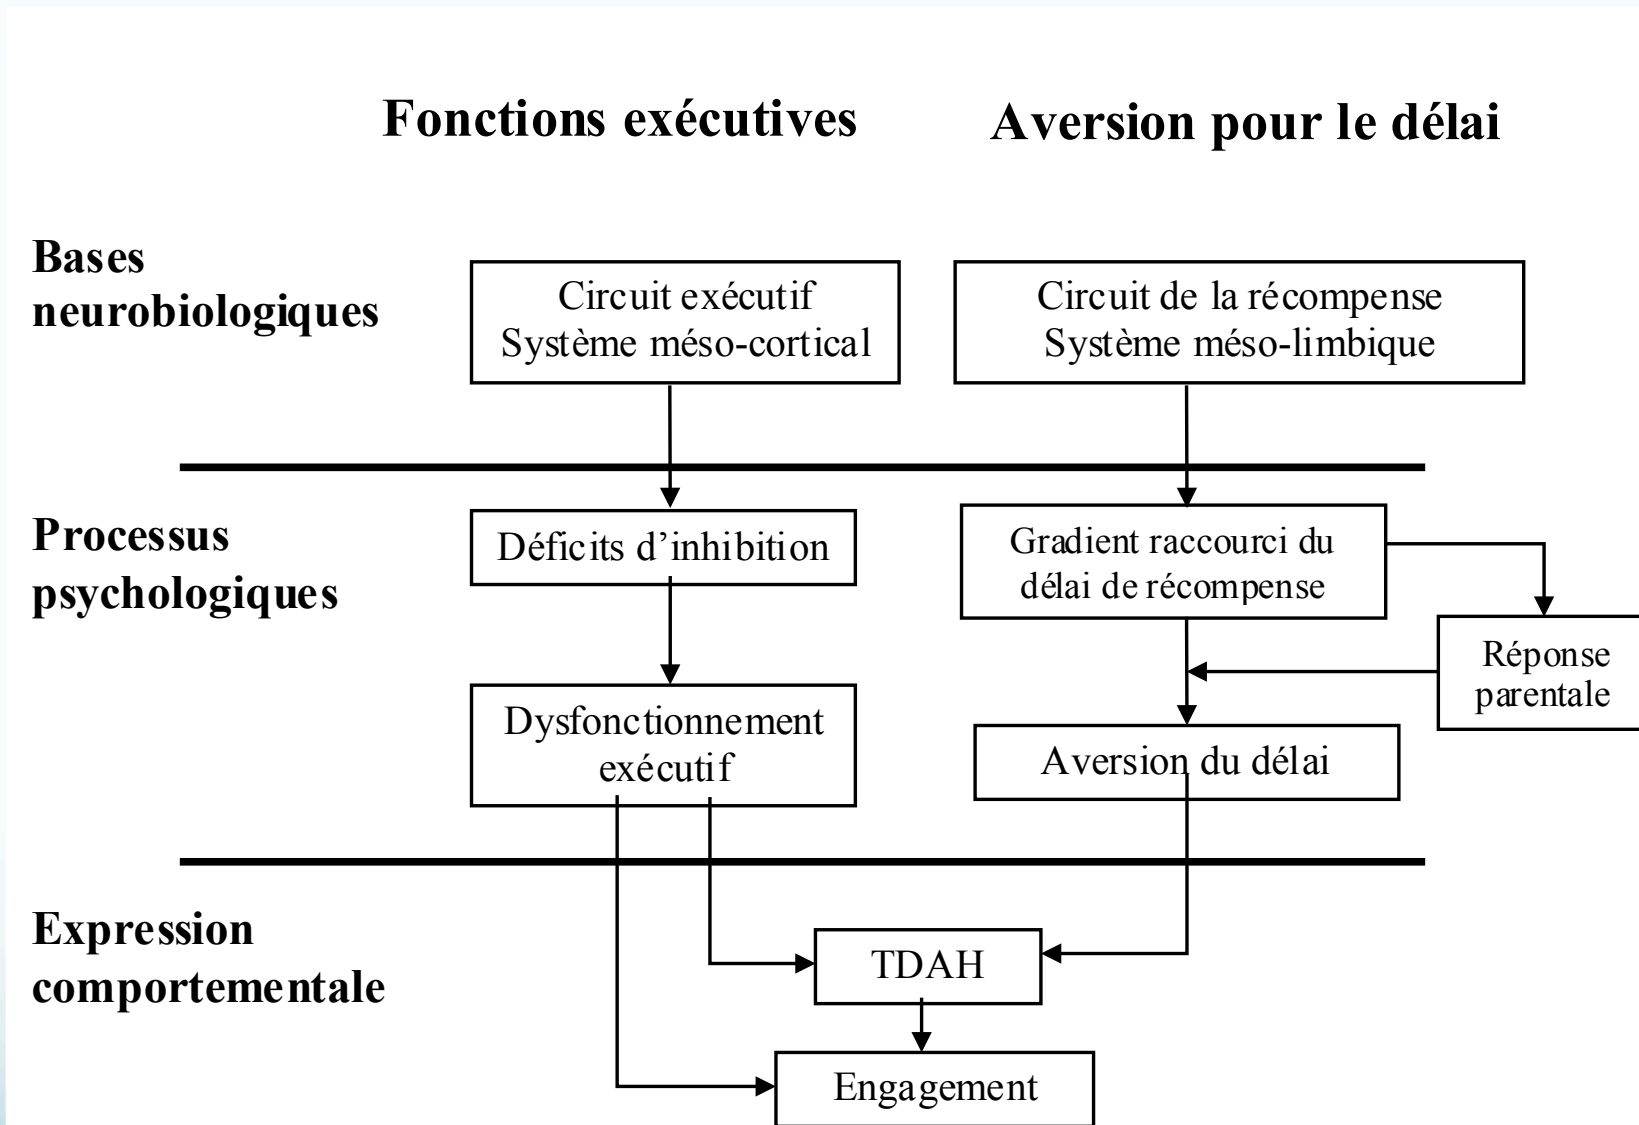 Fonctions exécutives
Aversion pour le délai
Bases
neurobiologiques
Circuit exécutif
Système méso-cortical
Circuit de la récompense
Système méso-limbique
Processus
psychologiques
Déficits d’inhibition
Gradient raccourci du
délai de récompense
Réponse
parentale
Dysfonctionnement
exécutif
Aversion du délai
Expression
comportementale
TDAH
Engagement